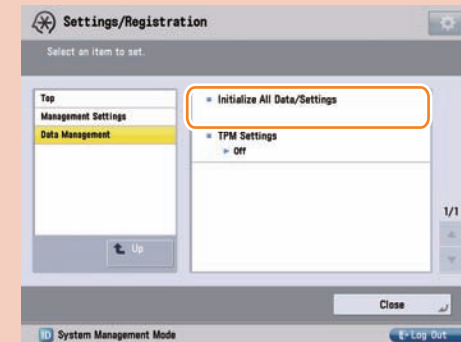 Settings/Registration
Select an item to set.
Top
Management Settings
Data Management
Up
Initialize All Data/Settings
TPM Settings
Off
1/1
Close
ID System Management Mode
Log Out